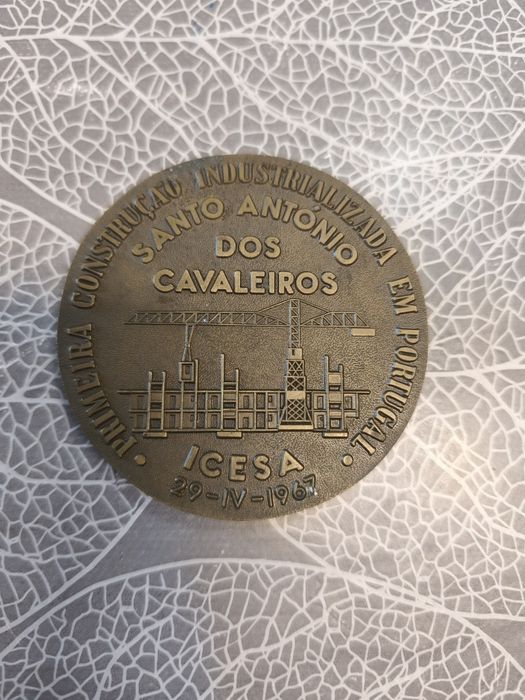 PRIMEIRA CONSTRUÇÃO INDUSTRIALIZADA EM PORTUGAL
SANTO ANTÓNIO
DOS
CAVALEIROS
ICESA
29-IV-1967